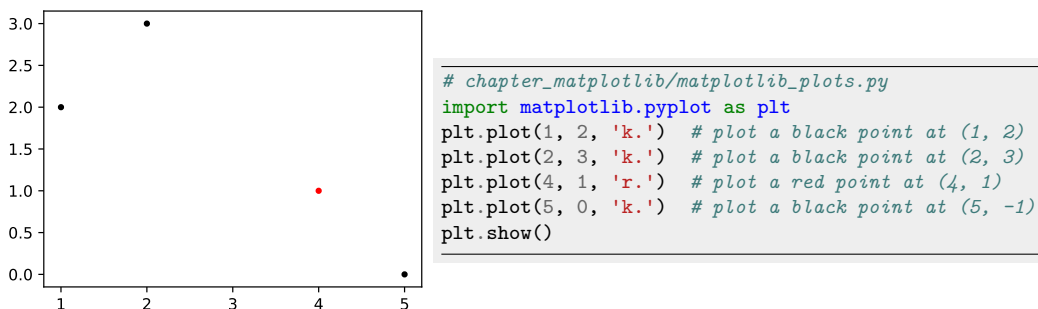 3.0
2.5
2.0
1.5
1.0
0.5
0.0
1 2 3 4 5
# chapter_matplotlib/matplotlib_plots.py
import matplotlib.pyplot as plt
plt.plot(1, 2, 'k.')  # plot a black point at (1, 2)
plt.plot(2, 3, 'k.')  # plot a black point at (2, 3)
plt.plot(4, 1, 'r.')  # plot a red point at (4, 1)
plt.plot(5, 0, 'k.')  # plot a black point at (5, -1)
plt.show()